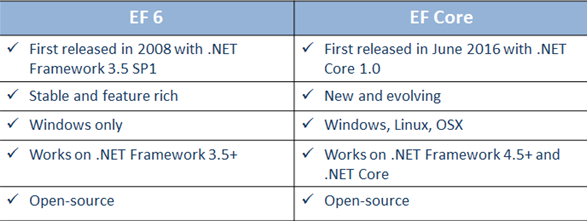 EF 6
EF Core
✓ First released in 2008 with .NET
Framework 3.5 SP1
✓ First released in June 2016 with .NET
Core 1.0
✓ Stable and feature rich
✓ New and evolving
✓ Windows only
✓ Windows, Linux, OSX
✓ Works on .NET Framework 3.5+
✓ Works on .NET Framework 4.5+ and
.NET Core
✓ Open-source
✓ Open-source